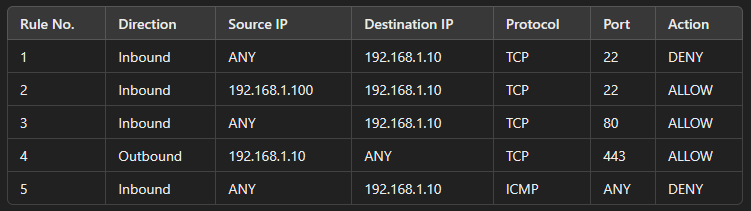 Rule No. Direction Source IP Destination IP Protocol Port Action
1 Inbound ANY 192.168.1.10 TCP 22 DENY
2 Inbound 192.168.1.100 192.168.1.10 TCP 22 ALLOW
3 Inbound ANY 192.168.1.10 TCP 80 ALLOW
4 Outbound 192.168.1.10 ANY TCP 443 ALLOW
5 Inbound ANY 192.168.1.10 ICMP ANY DENY